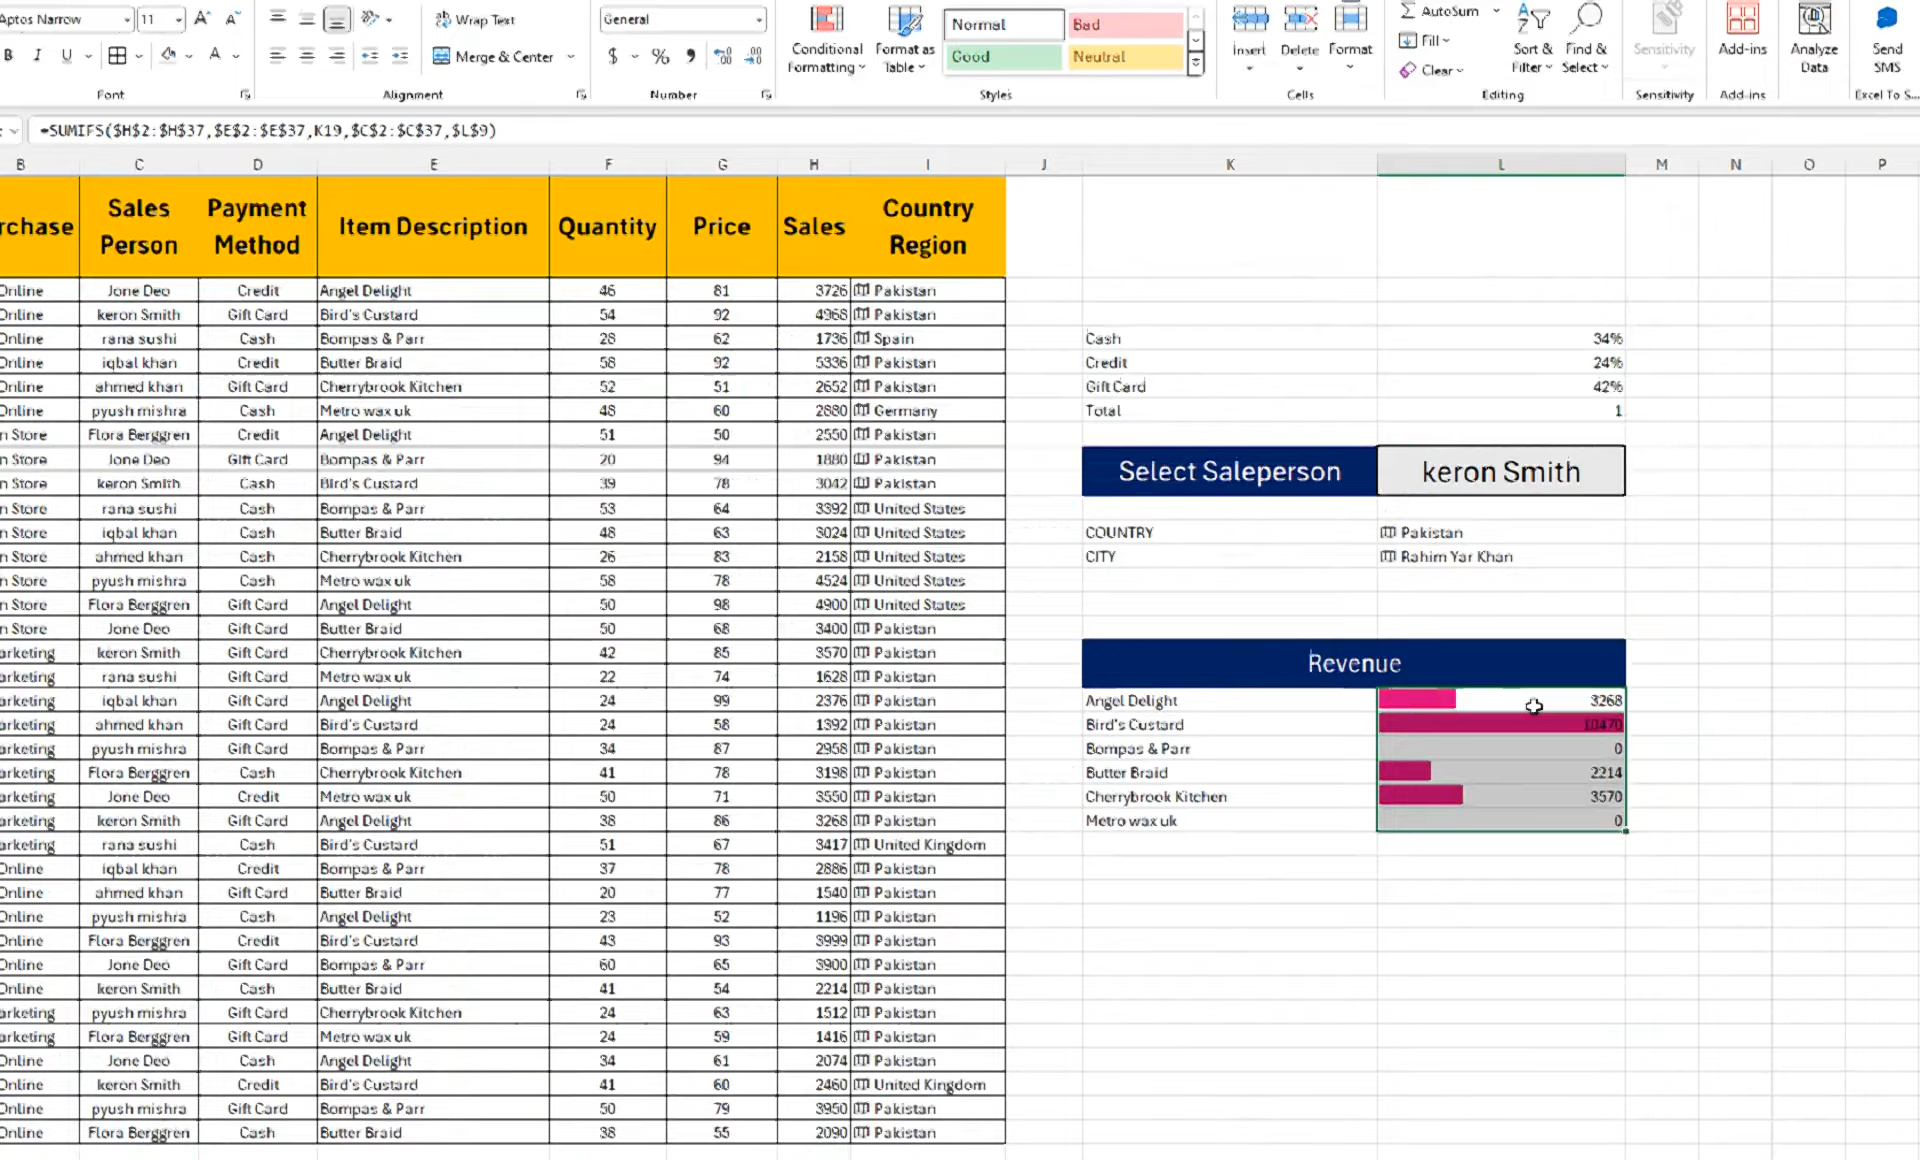 Aptos Narrow 11 Wrap Text General Normal Bad AutoSum
B I U Merge & Center $ % Conditional Formatting Format as Table Good Neutral Insert Delete Format Fill Clear Sort & Filter Find & Select Sensitivity Add-ins Analyze Data Send SMS
Font Alignment Number Styles Cells Editing Sensitivity Add-ins Excel To S...
=SUMIFS($H$2:$H$37,$E$2:$E$37,K19,$C$2:$C$37,$L$9)
B C D E F G H I J K L M N O P
rchase Sales Person Payment Method Item Description Quantity Price Sales Country Region
Online Jone Deo Credit Angel Delight 46 81 3726 Pakistan
Online keron Smith Gift Card Bird's Custard 54 92 4968 Pakistan
Online rana sushi Cash Bompas & Parr 28 62 1736 Spain Cash 34%
Online iqbal khan Credit Butter Braid 58 92 5336 Pakistan Credit 24%
Online ahmed khan Gift Card Cherrybrook Kitchen 52 51 2652 Pakistan Gift Card 42%
Online pyush mishra Cash Metro wax uk 48 60 2880 Germany Total 1
n Store Flora Berggren Credit Angel Delight 51 50 2550 Pakistan
n Store Jone Deo Gift Card Bompas & Parr 20 94 1880 Pakistan Select Saleperson keron Smith
n Store keron Smith Cash Bird's Custard 39 78 3042 Pakistan
n Store rana sushi Cash Bompas & Parr 53 64 3392 United States
n Store iqbal khan Cash Butter Braid 48 63 3024 United States COUNTRY Pakistan
n Store ahmed khan Cash Cherrybrook Kitchen 26 83 2158 United States CITY Rahim Yar Khan
n Store pyush mishra Cash Metro wax uk 58 78 4524 United States
n Store Flora Berggren Gift Card Angel Delight 50 98 4900 United States
n Store Jone Deo Gift Card Butter Braid 50 68 3400 Pakistan
arketing keron Smith Gift Card Cherrybrook Kitchen 42 85 3570 Pakistan Revenue
arketing rana sushi Gift Card Metro wax uk 22 74 1628 Pakistan
arketing iqbal khan Gift Card Angel Delight 24 99 2376 Pakistan Angel Delight 3268
arketing ahmed khan Gift Card Bird's Custard 24 58 1392 Pakistan Bird's Custard 10470
arketing pyush mishra Gift Card Bompas & Parr 34 87 2958 Pakistan Bompas & Parr 0
arketing Flora Berggren Cash Cherrybrook Kitchen 41 78 3198 Pakistan Butter Braid 2214
arketing Jone Deo Credit Metro wax uk 50 71 3550 Pakistan Cherrybrook Kitchen 3570
arketing keron Smith Gift Card Angel Delight 38 86 3268 Pakistan Metro wax uk 0
arketing rana sushi Cash Bird's Custard 51 67 3417 United Kingdom
Online iqbal khan Credit Bompas & Parr 37 78 2886 Pakistan
Online ahmed khan Gift Card Butter Braid 20 77 1540 Pakistan
Online pyush mishra Cash Angel Delight 23 52 1196 Pakistan
Online Flora Berggren Credit Bird's Custard 43 93 3999 Pakistan
Online Jone Deo Gift Card Bompas & Parr 60 65 3900 Pakistan
Online keron Smith Cash Butter Braid 41 54 2214 Pakistan
arketing pyush mishra Gift Card Cherrybrook Kitchen 24 63 1512 Pakistan
arketing Flora Berggren Gift Card Metro wax uk 24 59 1416 Pakistan
Online Jone Deo Cash Angel Delight 34 61 2074 Pakistan
Online keron Smith Credit Bird's Custard 41 60 2460 United Kingdom
Online pyush mishra Gift Card Bompas & Parr 50 79 3950 Pakistan
Online Flora Berggren Cash Butter Braid 38 55 2090 Pakistan